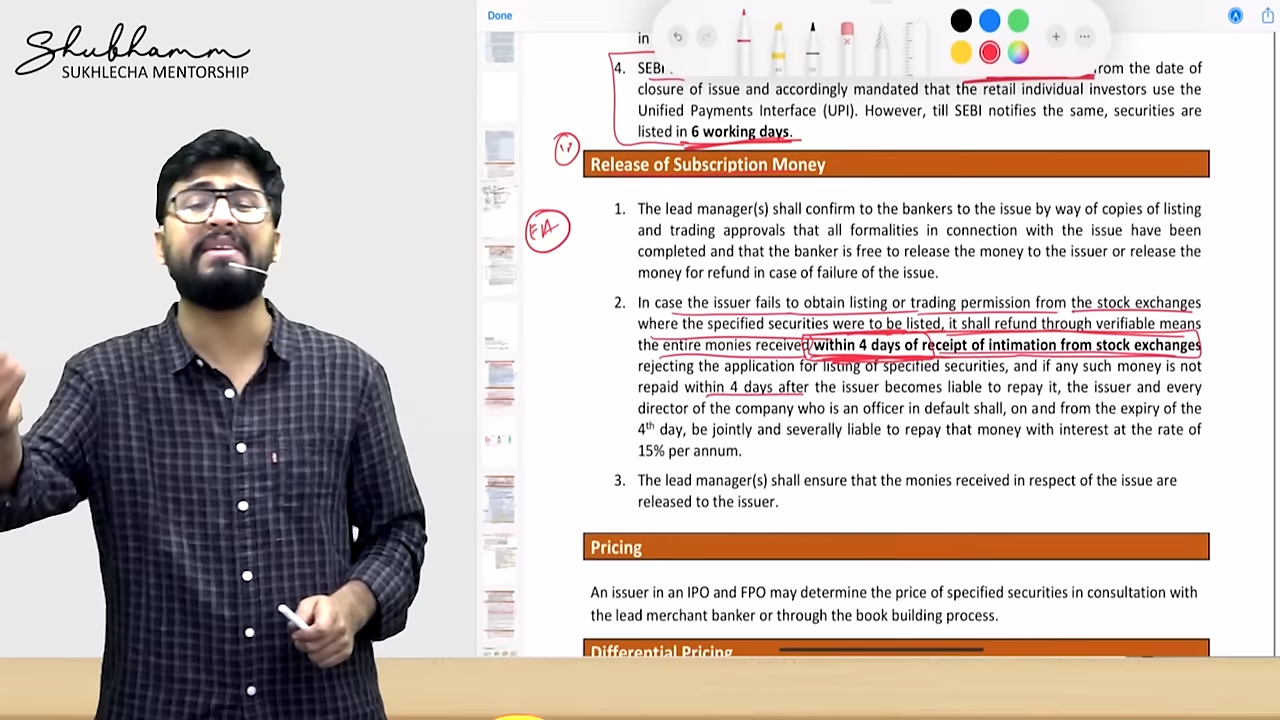 Shubhamm
SUKHLECHA MENTORSHIP
Done
in
4. SEBI from the date of
closure of issue and accordingly mandated that the retail individual investors use the
Unified Payments Interface (UPI). However, till SEBI notifies the same, securities are
listed in 6 working days.
Release of Subscription Money
1. The lead manager(s) shall confirm to the bankers to the issue by way of copies of listing
and trading approvals that all formalities in connection with the issue have been
completed and that the banker is free to release the money to the issuer or release the
money for refund in case of failure of the issue.
2. In case the issuer fails to obtain listing or trading permission from the stock exchanges
where the specified securities were to be listed, it shall refund through verifiable means
the entire monies received within 4 days of receipt of intimation from stock exchanges
rejecting the application for listing of specified securities, and if any such money is not
repaid within 4 days after the issuer becomes liable to repay it, the issuer and every
director of the company who is an officer in default shall, on and from the expiry of the
4th day, be jointly and severally liable to repay that money with interest at the rate of
15% per annum.
3. The lead manager(s) shall ensure that the monies received in respect of the issue are
released to the issuer.
Pricing
An issuer in an IPO and FPO may determine the price of specified securities in consultation with
the lead merchant banker or through the book building process.
Differential Pricing